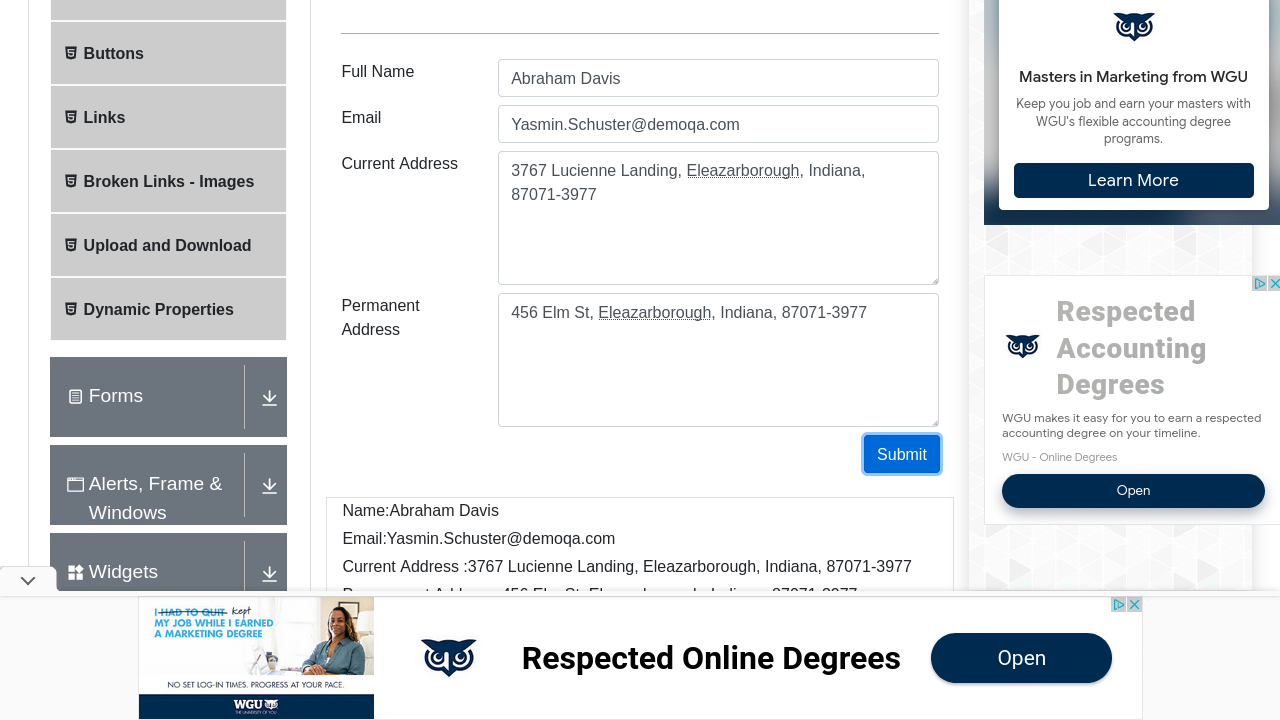 Buttons
Links
Broken Links - Images
Upload and Download
Dynamic Properties
Forms
Alerts, Frame &
Windows
Widgets
Full Name
Abraham Davis
Email
Yasmin.Schuster@demoqa.com
Current Address
3767 Lucienne Landing, Eleazarborough, Indiana,
87071-3977
Permanent
Address
456 Elm St, Eleazarborough, Indiana, 87071-3977
Submit
Name:Abraham Davis
Email:Yasmin.Schuster@demoqa.com
Current Address :3767 Lucienne Landing, Eleazarborough, Indiana, 87071-3977
Masters in Marketing from WGU
Keep you job and earn your masters with
WGU's flexible accounting degree
programs.
Learn More
Respected
Accounting
Degrees
WGU makes it easy for you to earn a respected
accounting degree on your timeline.
WGU - Online Degrees
Open
I HAD TO QUIT kept
MY JOB WHILE I EARNED
A MARKETING DEGREE
NO SET LOG-IN TIMES. PROGRESS AT YOUR PACE.
WGU
THE UNIVERSITY OF YOU
Respected Online Degrees
Open